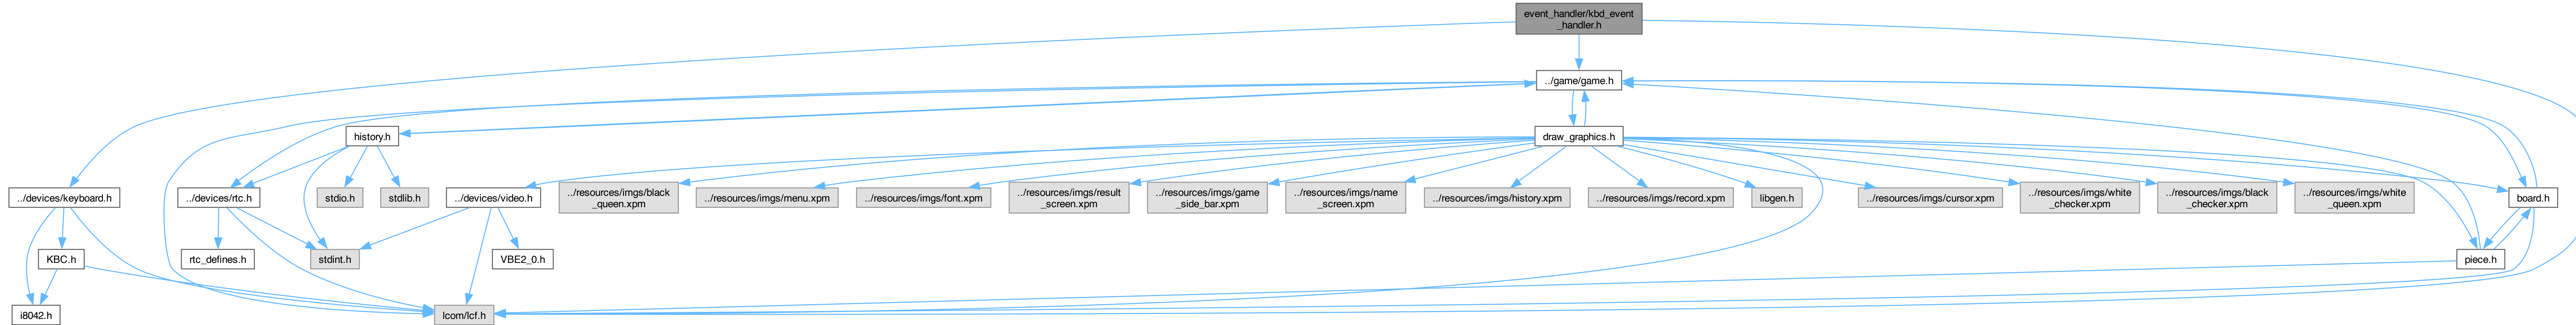 event_handler/kbd_event
_handler.h
../game/game.h
history.h
draw_graphics.h
../devices/keyboard.h
../devices/rtc.h
stdio.h
stdlib.h
../devices/video.h
../resources/imgs/black
_queen.xpm
../resources/imgs/menu.xpm
../resources/imgs/font.xpm
../resources/imgs/result
_screen.xpm
../resources/imgs/game
_side_bar.xpm
../resources/imgs/name
_screen.xpm
../resources/imgs/history.xpm
../resources/imgs/record.xpm
libgen.h
../resources/imgs/cursor.xpm
../resources/imgs/white
_checker.xpm
../resources/imgs/black
_checker.xpm
../resources/imgs/white
_queen.xpm
board.h
KBC.h
rtc_defines.h
stdint.h
VBE2_0.h
piece.h
i8042.h
lcom/lcf.h